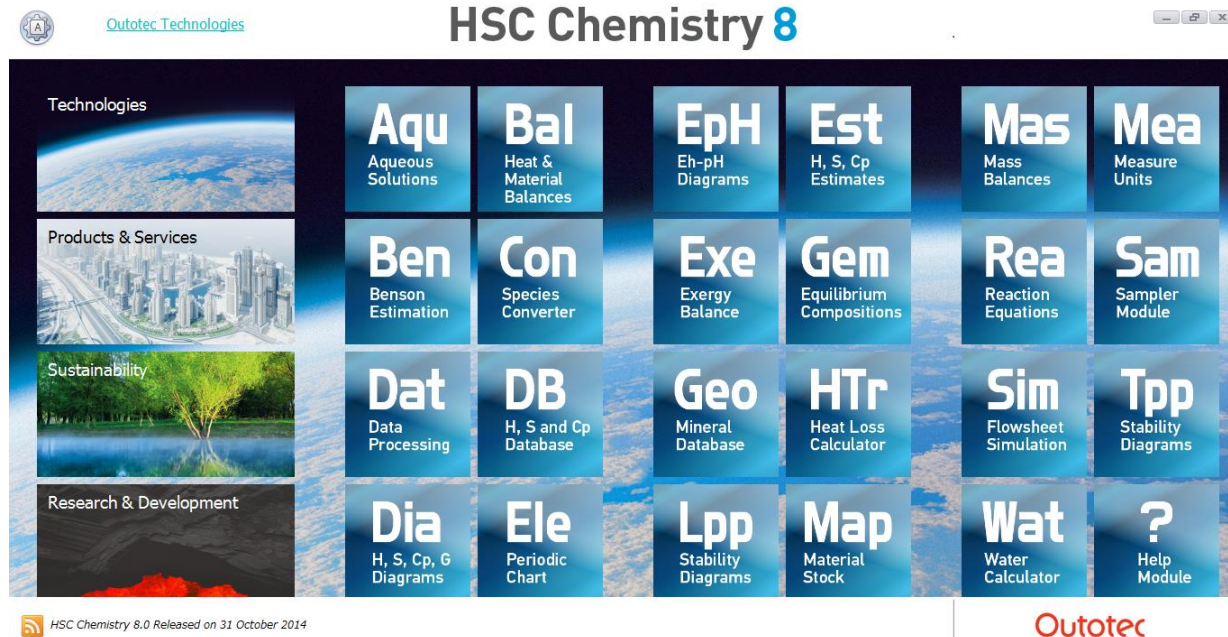 A
Outotec Technologies
HSC Chemistry 8
Technologies
Products & Services
Sustainability
Research & Development
Aqu
Aqueous
Solutions
Bal
Heat &
Material
Balances
EpH
Eh-pH
Diagrams
Est
H, S, Cp
Estimates
Mas
Mass
Balances
Mea
Measure
Units
Ben
Benson
Estimation
Con
Species
Converter
Exe
Exergy
Balance
Gem
Equilibrium
Compositions
Rea
Reaction
Equations
Sam
Sampler
Module
Dat
Data
Processing
DB
H, S and Cp
Database
Geo
Mineral
Database
HTr
Heat Loss
Calculator
Sim
Flowsheet
Simulation
Tpp
Stability
Diagrams
Dia
H, S, Cp, G
Diagrams
Ele
Periodic
Chart
Lpp
Stability
Diagrams
Map
Material
Stock
Wat
Water
Calculator
?
Help
Module
HSC Chemistry 8.0 Released on 31 October 2014
Outotec